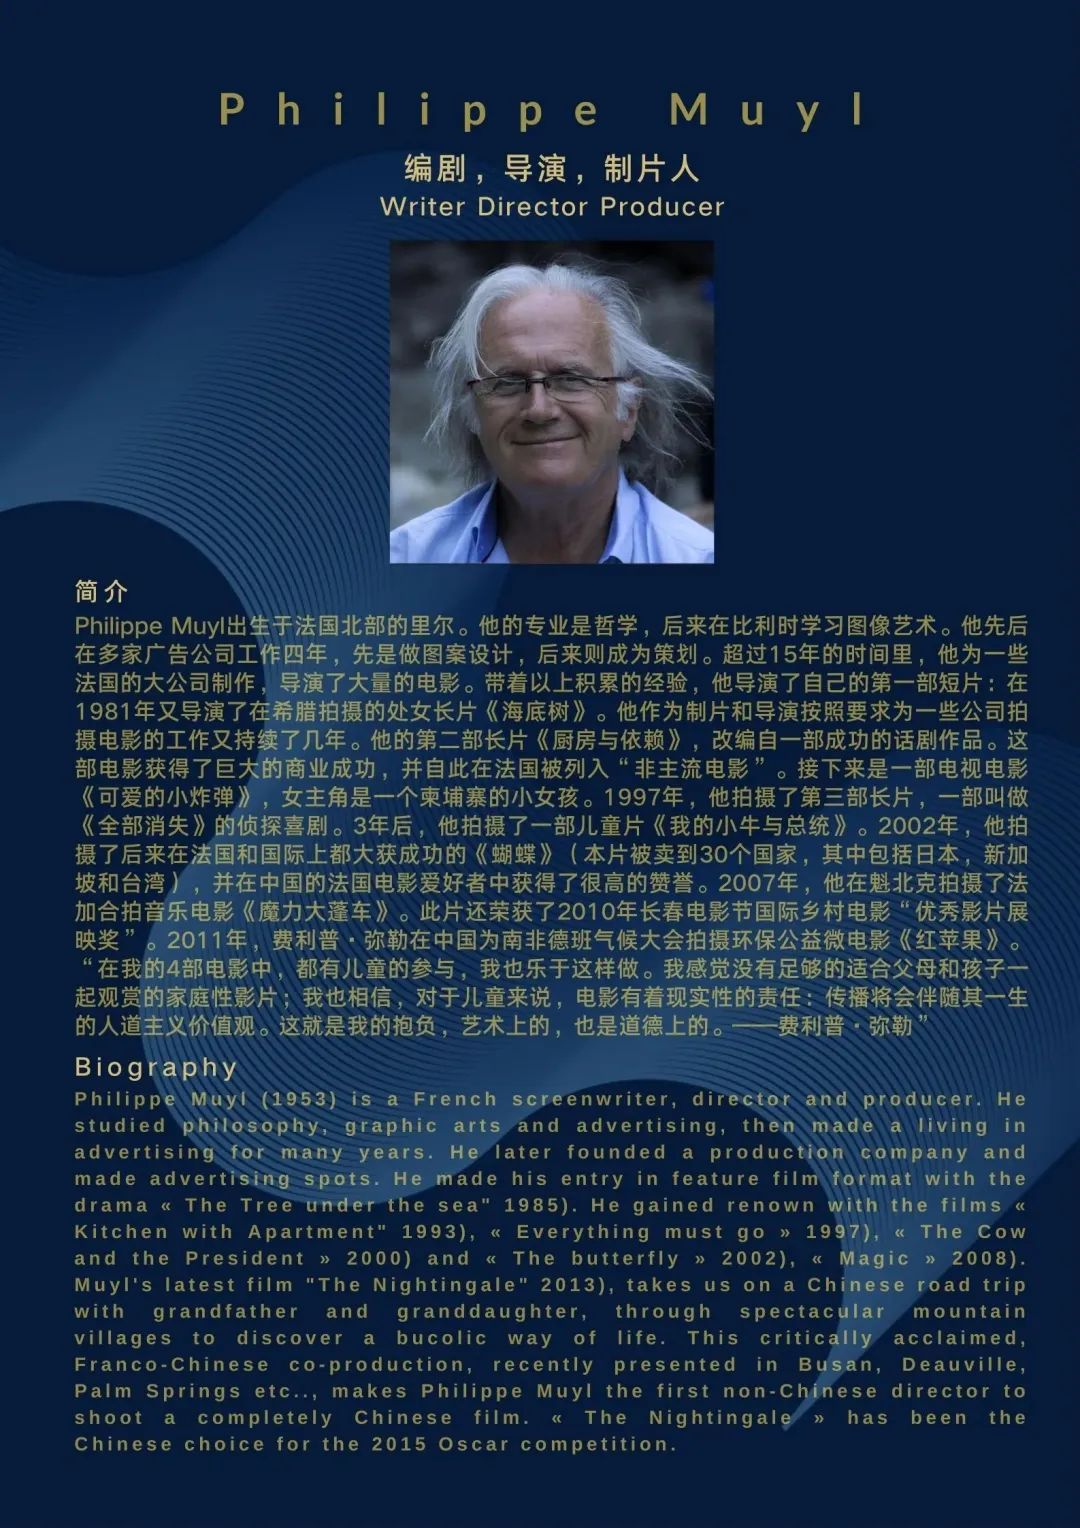 Philippe Muyl
编剧，导演，制片人
Writer Director Producer
简介
Philippe Muyl出生于法国北部的里尔。他的专业是哲学，后来在比利时学习图像艺术。他先后
在多家广告公司工作四年，先是做图案设计，后来则成为策划。超过15年的时间里，他为一些
法国的大公司制作，导演了大量的电影。带着以上积累的经验，他导演了自己的第一部短片：在
1981年又导演了在希腊拍摄的处女长片《海底树》。他作为制片和导演按照要求为一些公司拍
摄电影的工作又持续了几年。他的第二部长片《厨房与依赖》，改编自一部成功的话剧作品。这
部电影获得了巨大的商业成功，并自此在法国被列入“非主流电影”。接下来是一部电视电影
《可爱的小炸弹》，女主角是一个柬埔寨的小女孩。1997年，他拍摄了第三部长片，一部叫做
《全部消失》的侦探喜剧。3年后，他拍摄了一部儿童片《我的小牛与总统》。2002年，他拍
摄了后来在法国和国际上都大获成功的《蝴蝶》（本片被卖到30个国家，其中包括日本，新加
坡和台湾），并在中国的法国电影爱好者中获得了很高的赞誉。2007年，他在魁北克拍摄了法
加合拍音乐电影《魔力大蓬车》。此片还荣获了2010年长春电影节国际乡村电影“优秀影片展
映奖”。2011年，费利普·弥勒在中国为南非德班气候大会拍摄环保公益微电影《红苹果》。
“在我的4部电影中，都有儿童的参与，我也乐于这样做。我感觉没有足够的适合父母和孩子一
起观赏的家庭性影片；我也相信，对于儿童来说，电影有着现实性的责任：传播将会伴随其一生
的人道主义价值观。这就是我的抱负，艺术上的，也是道德上的。——费利普·弥勒”
Biography
Philippe Muyl (1953) is a French screenwriter, director and producer. He
studied philosophy, graphic arts and advertising, then made a living in
advertising for many years. He later founded a production company and
made advertising spots. He made his entry in feature film format with the
drama « The Tree under the sea" 1985). He gained renown with the films «
Kitchen with Apartment" 1993), « Everything must go » 1997), « The Cow
and the President » 2000) and « The butterfly » 2002), « Magic » 2008).
Muyl's latest film "The Nightingale" 2013), takes us on a Chinese road trip
with grandfather and granddaughter, through spectacular mountain
villages to discover a bucolic way of life. This critically acclaimed,
Franco-Chinese co-production, recently presented in Busan, Deauville,
Palm Springs etc.., makes Philippe Muyl the first non-Chinese director to
shoot a completely Chinese film. « The Nightingale » has been the
Chinese choice for the 2015 Oscar competition.